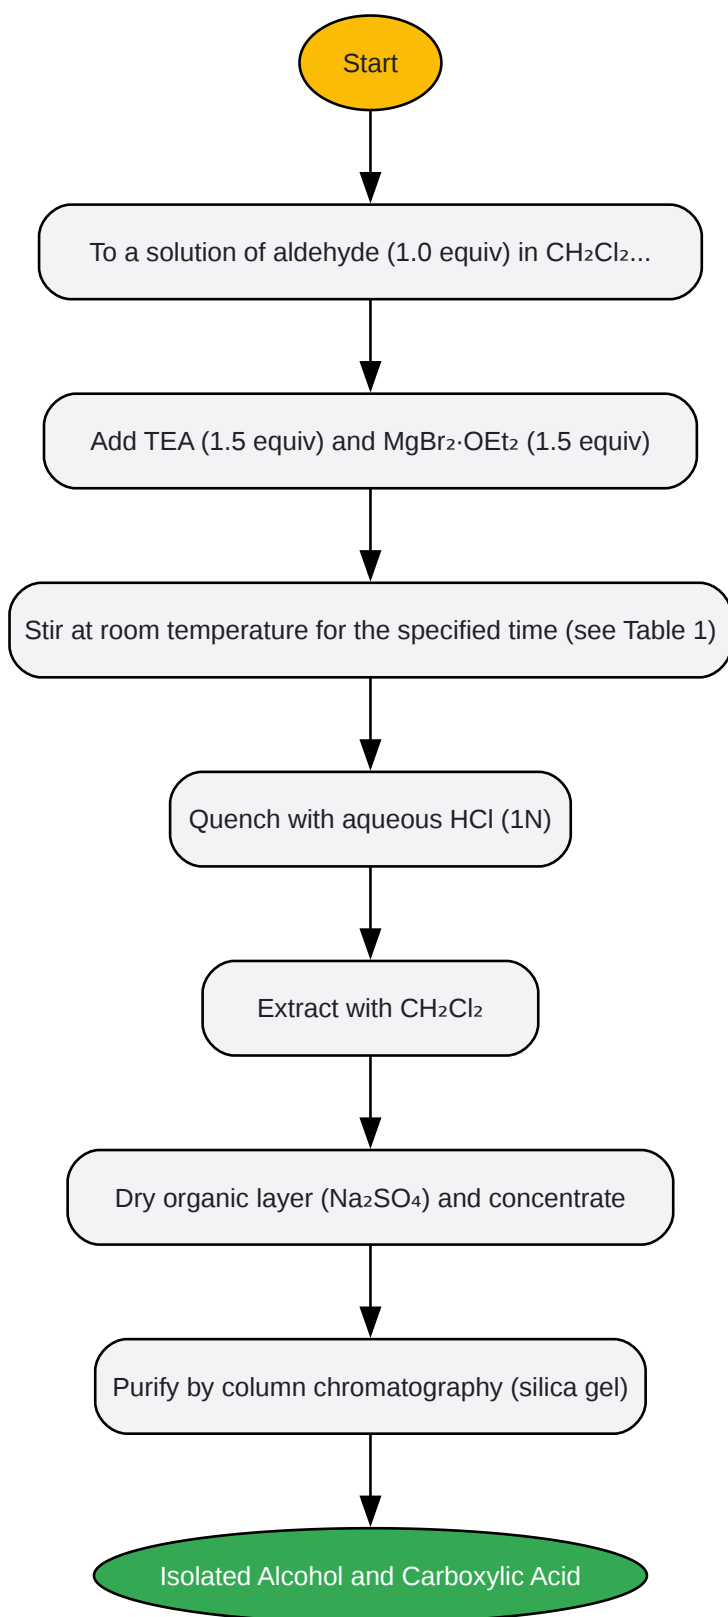 Start
To a solution of aldehyde (1.0 equiv) in CH₂Cl₂...
Add TEA (1.5 equiv) and MgBr₂·OEt₂ (1.5 equiv)
Stir at room temperature for the specified time (see Table 1)
Quench with aqueous HCl (1N)
Extract with CH₂Cl₂
Dry organic layer (Na₂SO₄) and concentrate
Purify by column chromatography (silica gel)
Isolated Alcohol and Carboxylic Acid